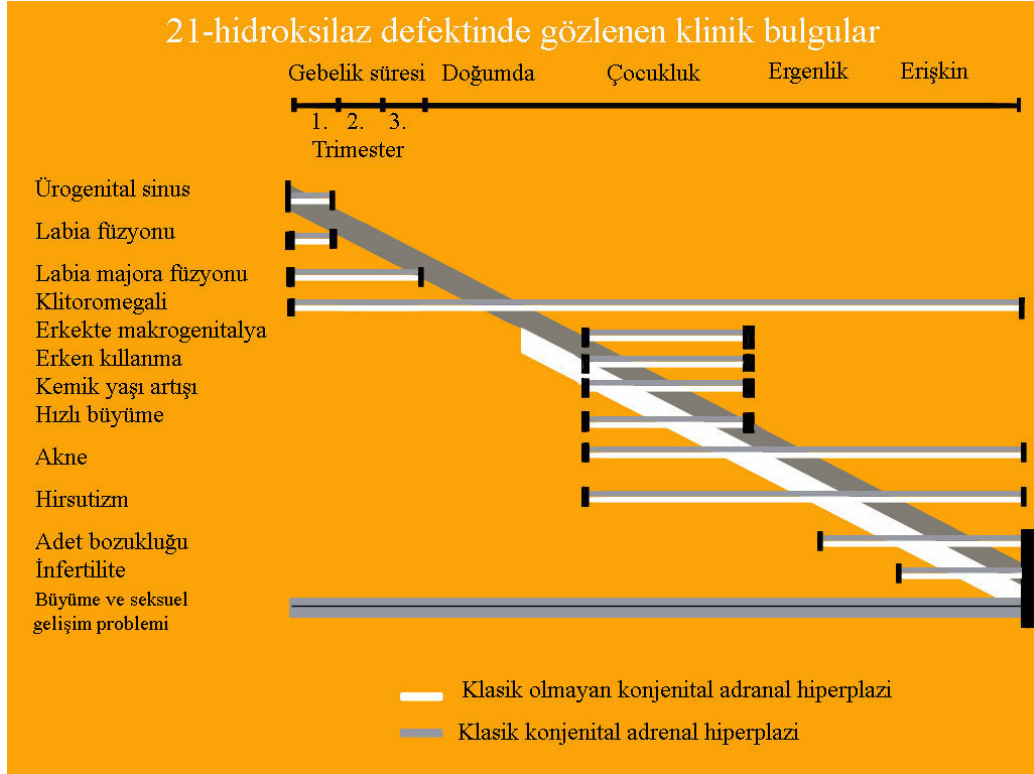 21-hidroksilaz defektinde gözlenen klinik bulgular
Gebelik süresi Doğumda Çocukluk Ergenlik Erişkin
1. 2. 3.
Trimester
Ürogenital sinus
Labia füzyonu
Labia majora füzyonu
Klitoromegali
Erkekte makrogenitalya
Erken kıllanma
Kemik yaşı artışı
Hızlı büyüme
Akne
Hirsutizm
Adet bozukluğu
İnfertilite
Büyüme ve seksuel
gelişim problemi
Klasik olmayan konjenital adranal hiperplazi
Klasik konjenital adrenal hiperplazi